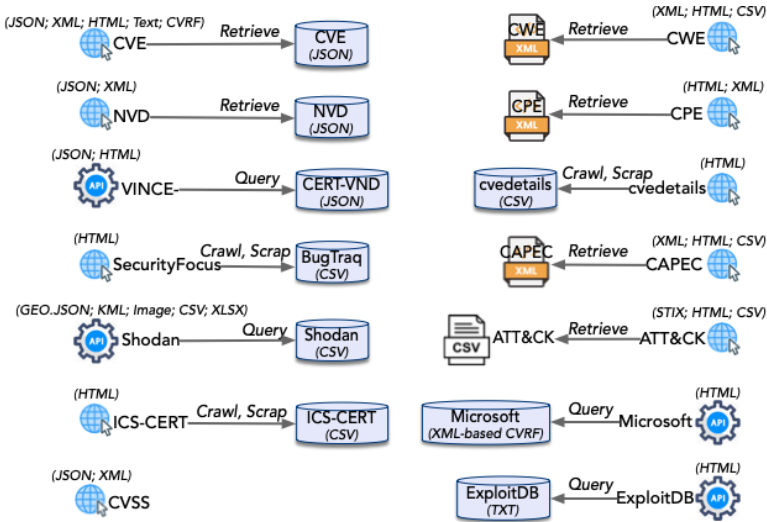 (JSON; XML; HTML; Text; CVRF)
CVE
Retrieve
CVE
(JSON)
(JSON; XML)
NVD
Retrieve
NVD
(JSON)
(JSON; HTML)
API
VINCE-
Query
CERT-VND
(JSON)
(HTML)
SecurityFocus
Crawl, Scrap
BugTraq
(CSV)
(GEO.JSON; KML; Image; CSV; XLSX)
API
Shodan
Query
Shodan
(CSV)
(HTML)
ICS-CERT
Crawl, Scrap
ICS-CERT
(CSV)
(JSON; XML)
CVSS
(XML; HTML; CSV)
CWE
XML
Retrieve
CWE
(HTML; XML)
CPE
XML
Retrieve
CPE
(HTML)
cvedetails
(CSV)
Crawl, Scrap
cvedetails
(XML; HTML; CSV)
CAPEC
XML
Retrieve
CAPEC
(STIX; HTML; CSV)
CSV
ATT&CK
Retrieve
ATT&CK
(HTML)
Microsoft
(XML-based CVRF)
Query
Microsoft
API
(HTML)
ExploitDB
(TXT)
Query
ExploitDB
API